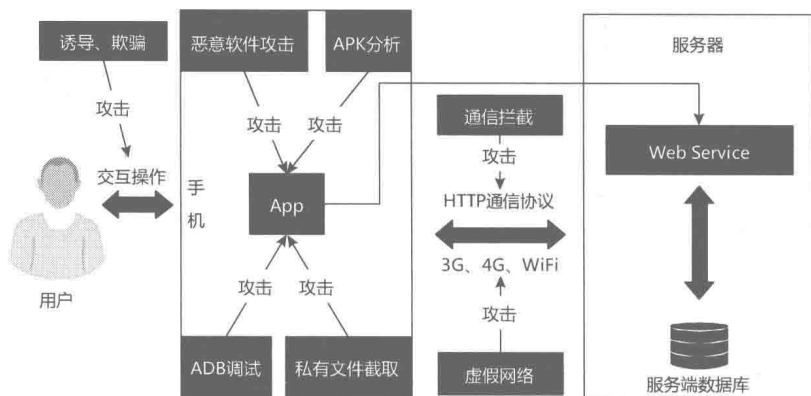 诱导、欺骗
恶意软件攻击
APK分析
服务器
攻击
攻击
攻击
通信拦截
攻击
Web Service
交互操作
手机
App
HTTP通信协议
3G、4G、WiFi
用户
攻击
攻击
攻击
ADB调试
私有文件截取
虚假网络
服务端数据库